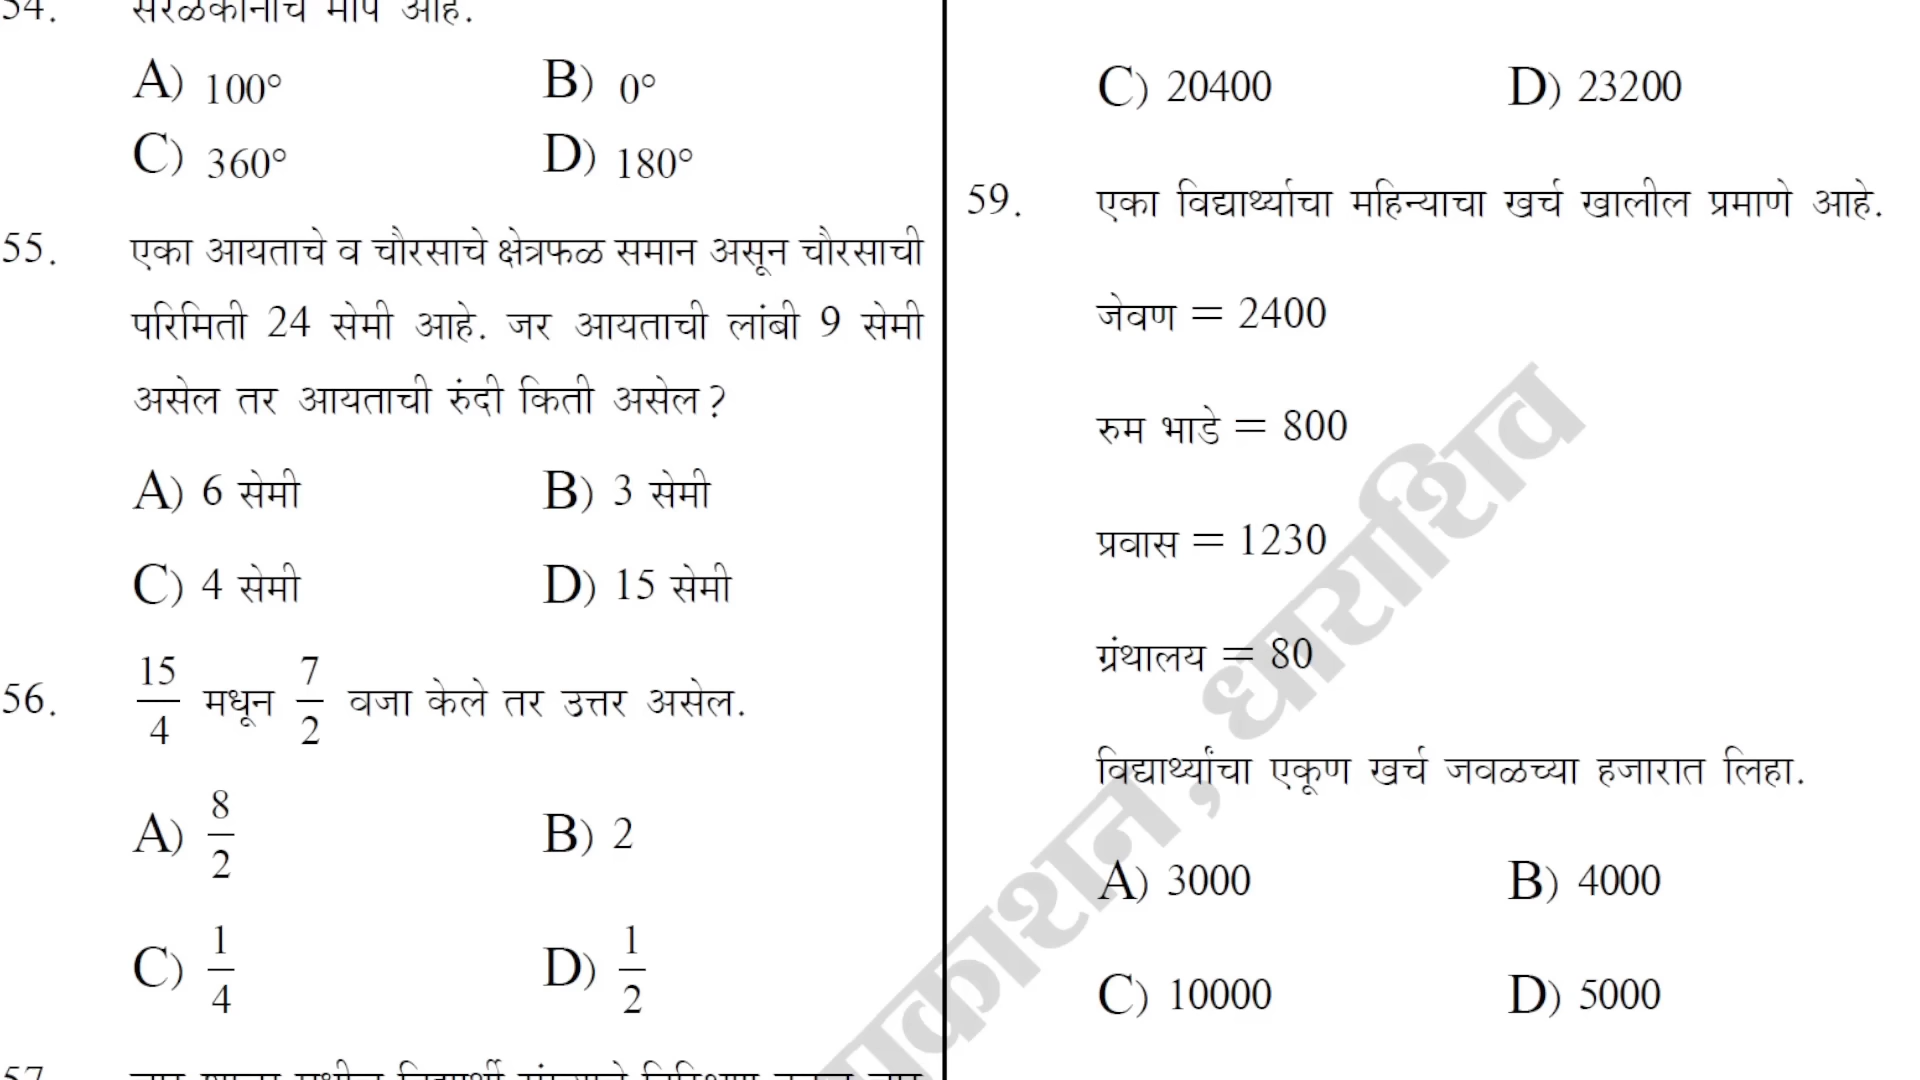 54. सरळकोनाचे माप आहे.
A) 100° B) 0°
C) 360° D) 180°
55. एका आयताचे व चौरसाचे क्षेत्रफळ समान असून चौरसाची
परिमिती 24 सेमी आहे. जर आयताची लांबी 9 सेमी
असेल तर आयताची रुंदी किती असेल?
A) 6 सेमी B) 3 सेमी
C) 4 सेमी D) 15 सेमी
56. 15/4 मधून 7/2 वजा केले तर उत्तर असेल.
A) 8/2 B) 2
C) 1/4 D) 1/2
57.
C) 20400 D) 23200
59. एका विद्यार्थ्याचा महिन्याचा खर्च खालील प्रमाणे आहे.
जेवण = 2400
रुम भाडे = 800
प्रवास = 1230
ग्रंथालय = 80
विद्यार्थ्यांचा एकूण खर्च जवळच्या हजारात लिहा.
A) 3000 B) 4000
C) 10000 D) 5000
काशन, धाराशिव